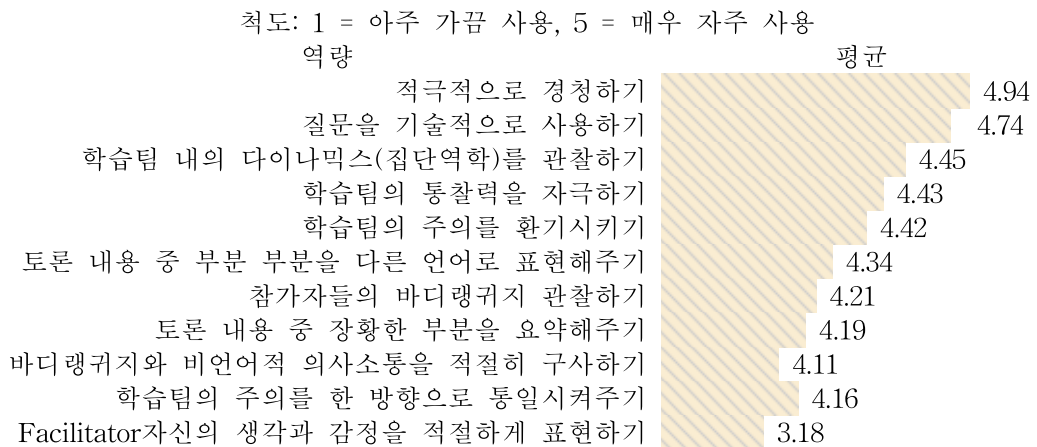 척도: 1 = 아주 가끔 사용, 5 = 매우 자주 사용
역량 평균
적극적으로 경청하기 4.94
질문을 기술적으로 사용하기 4.74
학습팀 내의 다이나믹스(집단역학)를 관찰하기 4.45
학습팀의 통찰력을 자극하기 4.43
학습팀의 주의를 환기시키기 4.42
토론 내용 중 부분 부분을 다른 언어로 표현해주기 4.34
참가자들의 바디랭귀지 관찰하기 4.21
토론 내용 중 장황한 부분을 요약해주기 4.19
바디랭귀지와 비언어적 의사소통을 적절히 구사하기 4.11
학습팀의 주의를 한 방향으로 통일시켜주기 4.16
Facilitator자신의 생각과 감정을 적절하게 표현하기 3.18